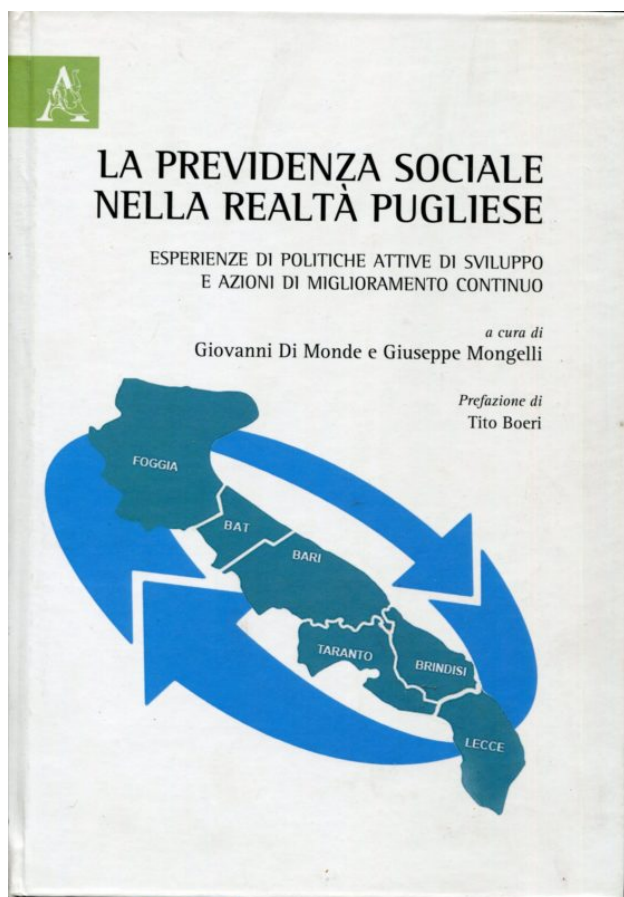 LA PREVIDENZA SOCIALE
NELLA REALTÀ PUGLIESE
ESPERIENZE DI POLITICHE ATTIVE DI SVILUPPO
E AZIONI DI MIGLIORAMENTO CONTINUO
a cura di
Giovanni Di Monde e Giuseppe Mongelli
Prefazione di
Tito Boeri
FOGGIA
BAT
BARI
TARANTO
BRINDISI
LECCE